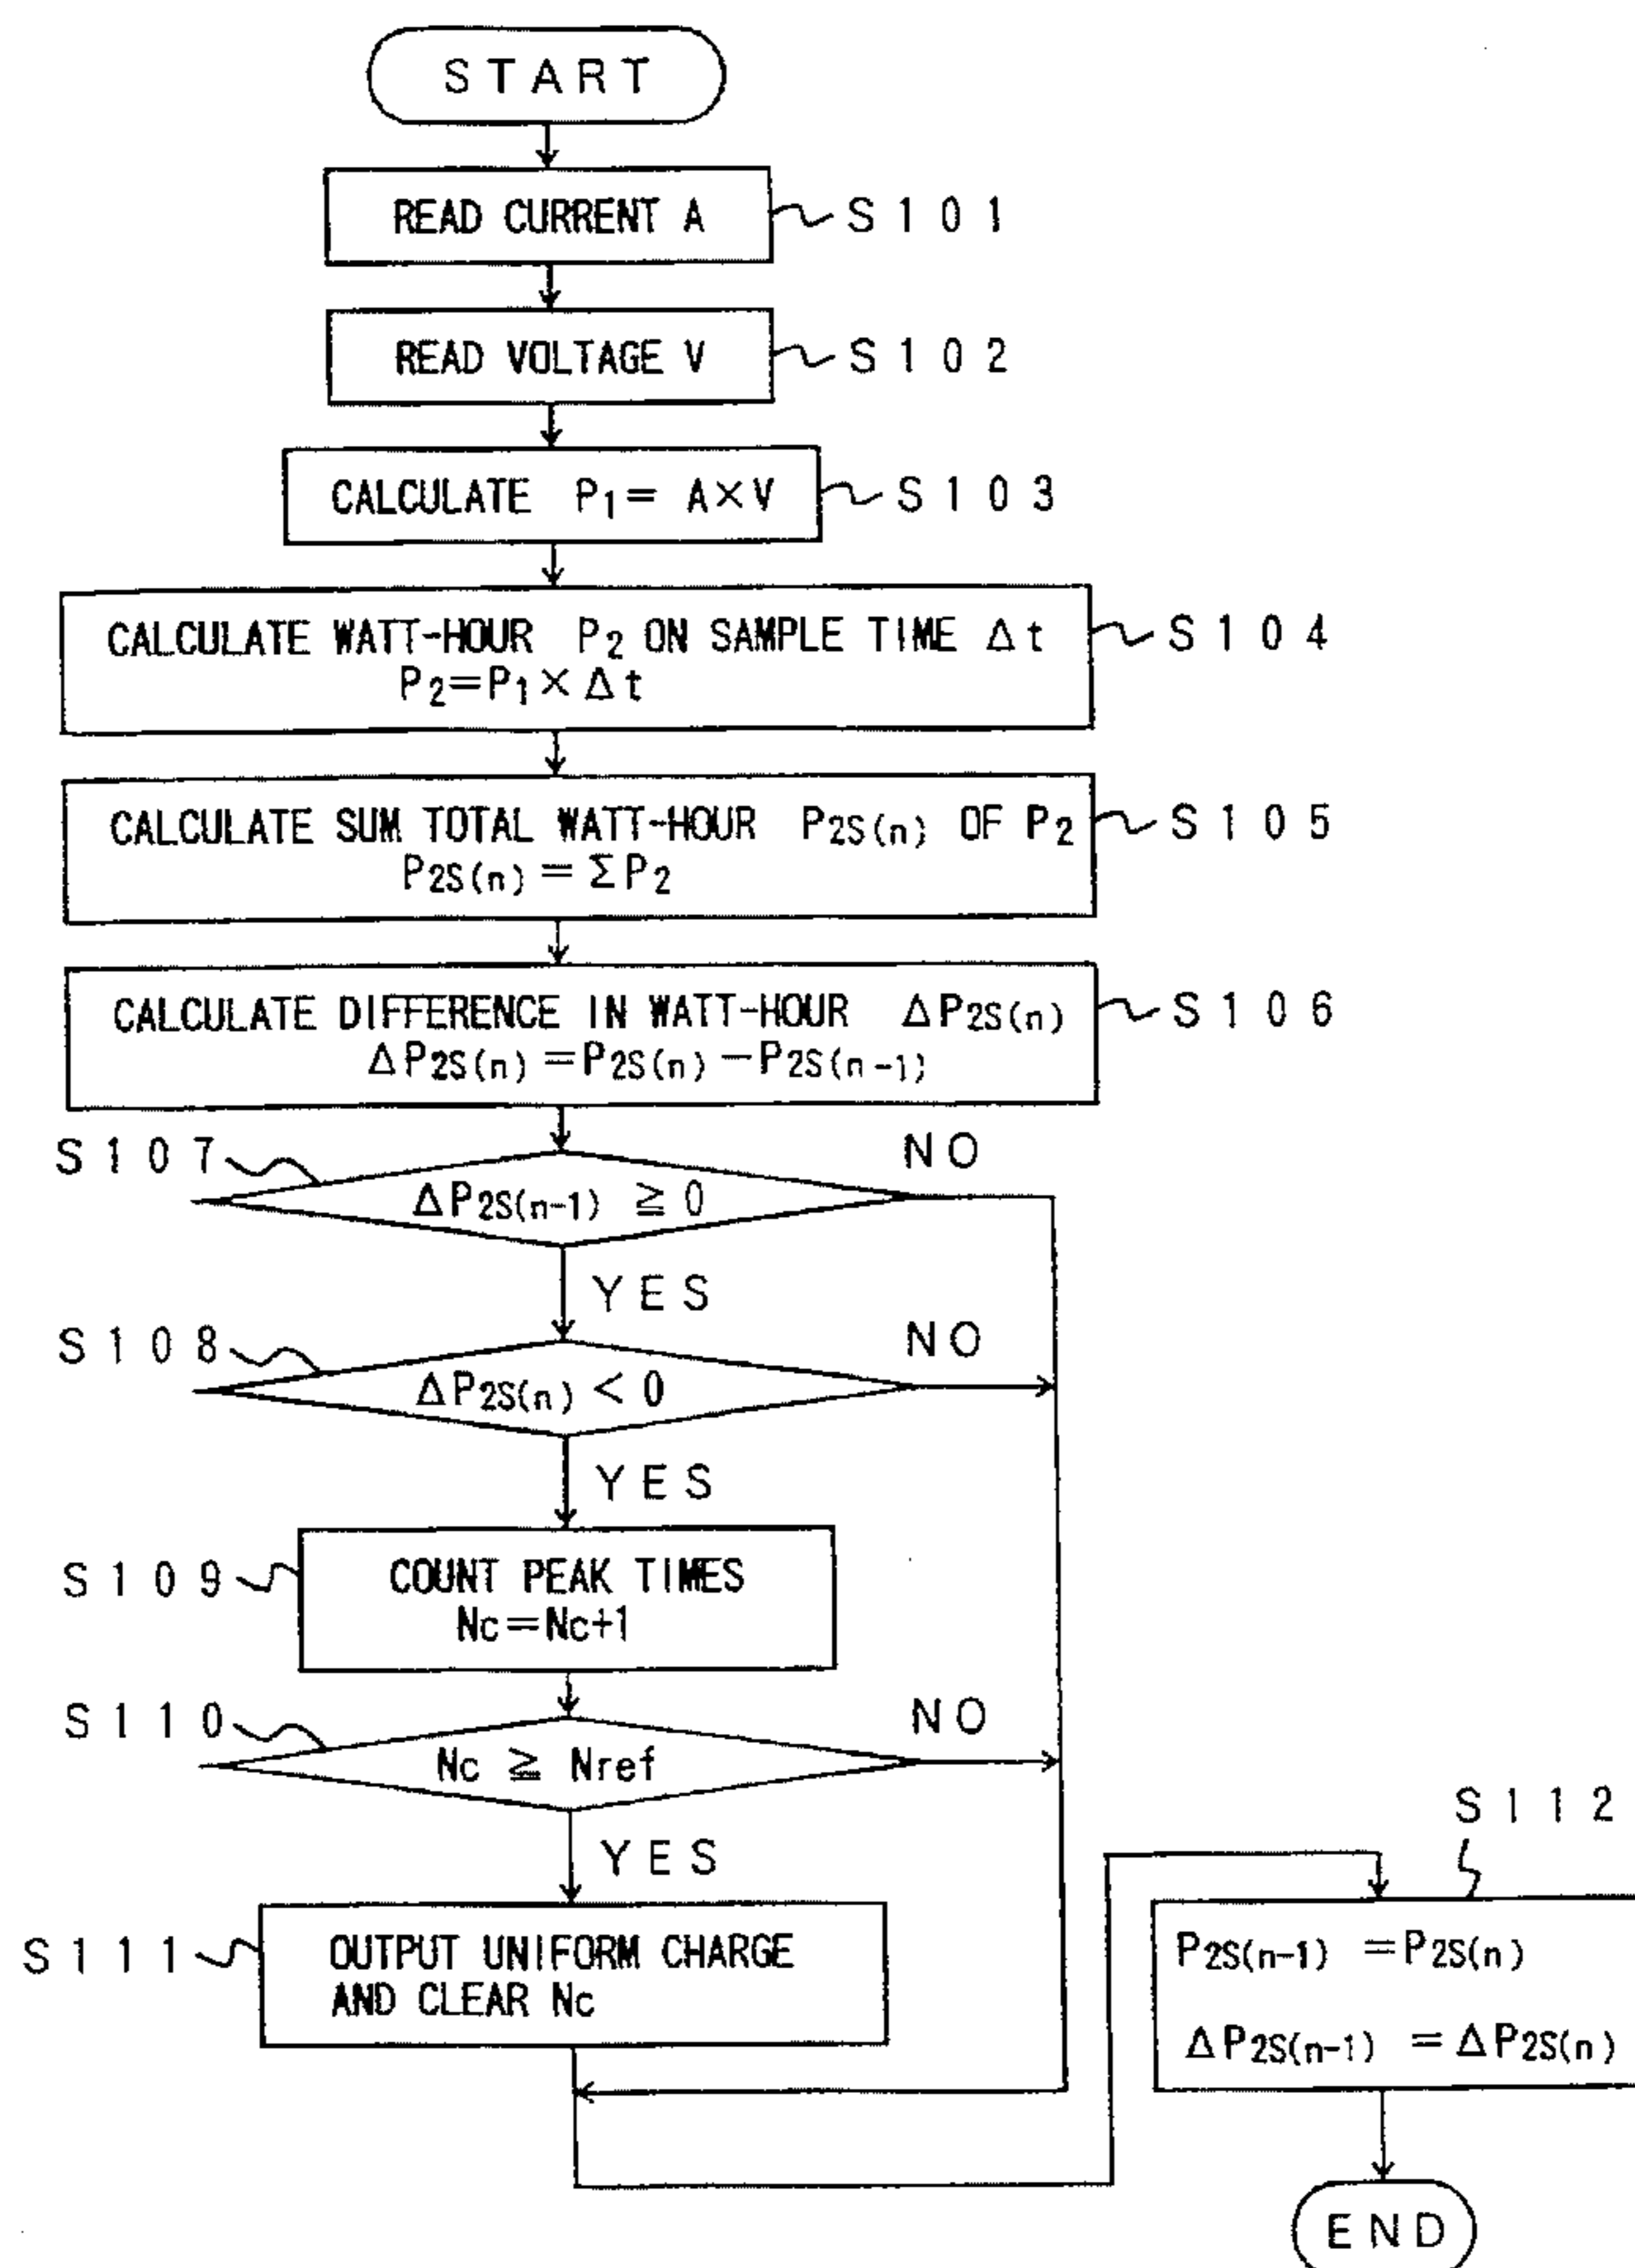 START
READ CURRENT A
S101
READ VOLTAGE V
S102
CALCULATE P₁= A×V
S103
CALCULATE WATT-HOUR P₂ ON SAMPLE TIME Δt
P₂=P₁×Δt
S104
CALCULATE SUM TOTAL WATT-HOUR P2S(n) OF P₂
P2S(n)=ΣP₂
S105
CALCULATE DIFFERENCE IN WATT-HOUR ΔP2S(n)
ΔP2S(n)=P2S(n)−P2S(n-1)
S106
S107
ΔP2S(n-1) ≧ 0
NO
YES
S108
ΔP2S(n) < 0
NO
YES
S109
COUNT PEAK TIMES
Nc=Nc+1
S110
Nc ≧ Nref
NO
YES
S111
OUTPUT UNIFORM CHARGE
AND CLEAR Nc
S112
P2S(n-1) =P2S(n)
ΔP2S(n-1) =ΔP2S(n)
END